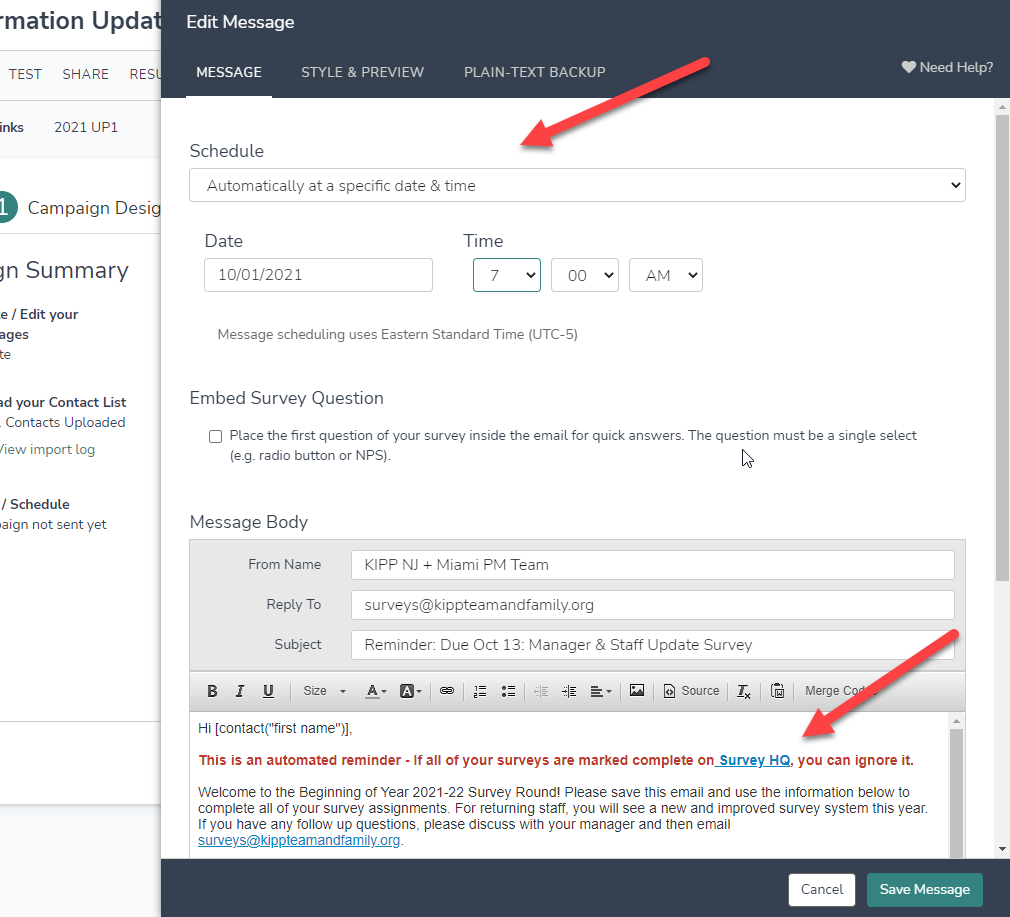 rmation Updat
TEST SHARE RESU
inks 2021 UP1
1 Campaign Desig
gn Summary
e / Edit your
ages
te
ad your Contact List
. Contacts Uploaded
View import log
/ Schedule
paign not sent yet
Edit Message
MESSAGE STYLE & PREVIEW PLAIN-TEXT BACKUP
Need Help?
Schedule
Automatically at a specific date & time
Date Time
10/01/2021 7 00 AM
Message scheduling uses Eastern Standard Time (UTC-5)
Embed Survey Question
Place the first question of your survey inside the email for quick answers. The question must be a single select
(e.g. radio button or NPS).
Message Body
From Name KIPP NJ + Miami PM Team
Reply To surveys@kippteamandfamily.org
Subject Reminder: Due Oct 13: Manager & Staff Update Survey
B I U Size A A Source Tx Merge Codes
Hi [contact("first name")],
This is an automated reminder - If all of your surveys are marked complete on Survey HQ, you can ignore it.
Welcome to the Beginning of Year 2021-22 Survey Round! Please save this email and use the information below to
complete all of your survey assignments. For returning staff, you will see a new and improved survey system this year.
If you have any follow up questions, please discuss with your manager and then email
surveys@kippteamandfamily.org.
Cancel Save Message